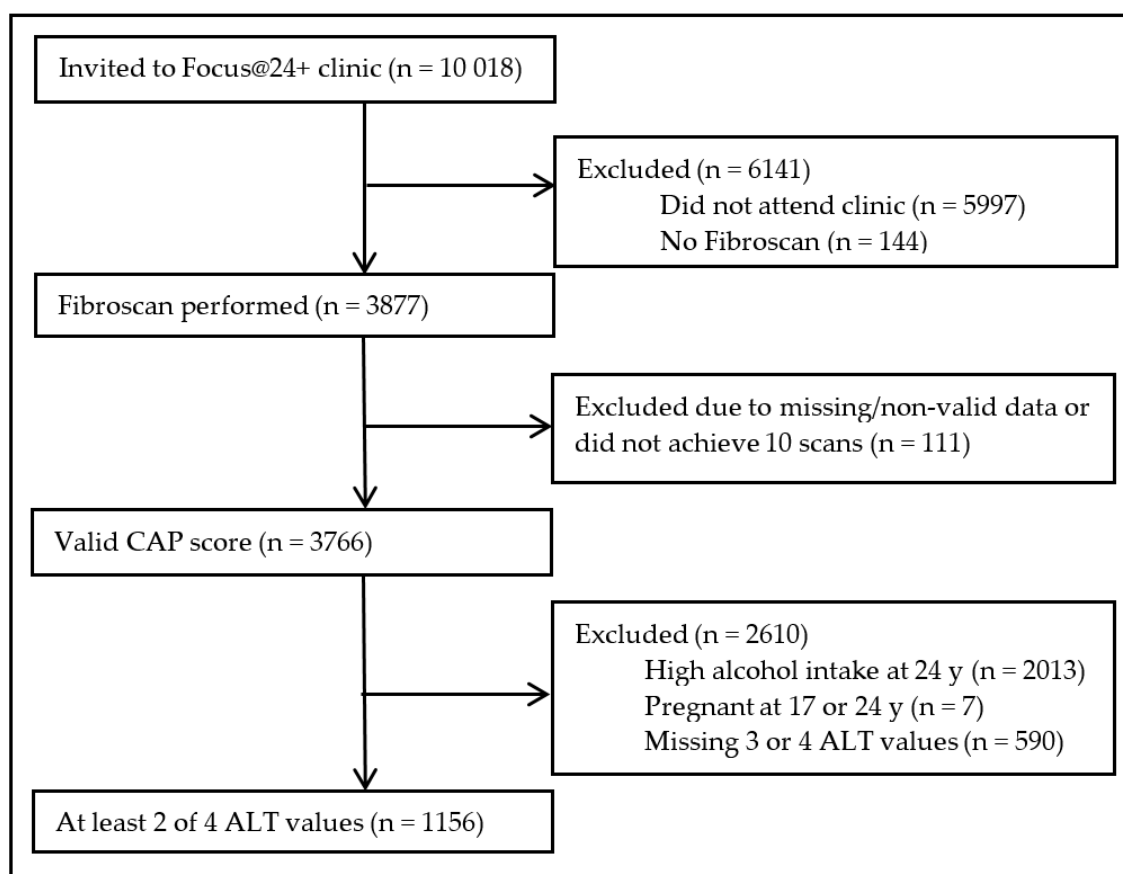 Invited to Focus@24+ clinic (n = 10 018)
Excluded (n = 6141)
Did not attend clinic (n = 5997)
No Fibroscan (n = 144)
Fibroscan performed (n = 3877)
Excluded due to missing/non-valid data or
did not achieve 10 scans (n = 111)
Valid CAP score (n = 3766)
Excluded (n = 2610)
High alcohol intake at 24 y (n = 2013)
Pregnant at 17 or 24 y (n = 7)
Missing 3 or 4 ALT values (n = 590)
At least 2 of 4 ALT values (n = 1156)